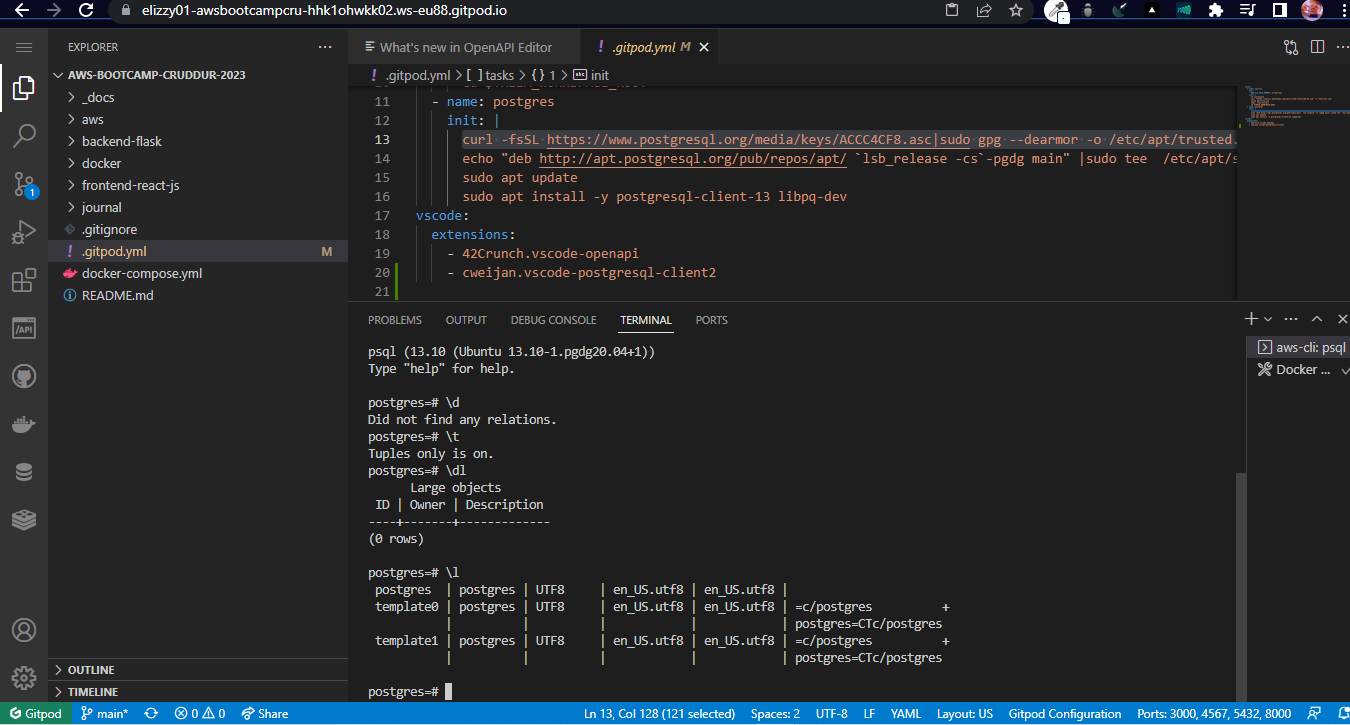 elizzy01-awsbootcampcru-hhk1ohwkk02.ws-eu88.gitpod.io
EXPLORER
AWS-BOOTCAMP-CRUDDUR-2023
_docs
aws
backend-flask
docker
frontend-react-js
journal
.gitignore
.gitpod.yml M
docker-compose.yml
README.md
OUTLINE
TIMELINE
What's new in OpenAPI Editor
.gitpod.yml M
.gitpod.yml > [ ] tasks > { } 1 > abc init
11 - name: postgres
12 init: |
13 curl -fsSL https://www.postgresql.org/media/keys/ACCC4CF8.asc|sudo gpg --dearmor -o /etc/apt/trusted.
14 echo "deb http://apt.postgresql.org/pub/repos/apt/ `lsb_release -cs`-pgdg main" |sudo tee  /etc/apt/s
15 sudo apt update
16 sudo apt install -y postgresql-client-13 libpq-dev
17 vscode:
18 extensions:
19 - 42Crunch.vscode-openapi
20 - cweijan.vscode-postgresql-client2
21
PROBLEMS OUTPUT DEBUG CONSOLE TERMINAL PORTS
psql (13.10 (Ubuntu 13.10-1.pgdg20.04+1))
Type "help" for help.
postgres=# \d
Did not find any relations.
postgres=# \t
Tuples only is on.
postgres=# \dl
Large objects
ID | Owner | Description
----+-------+-------------
(0 rows)
postgres=# \l
postgres | postgres | UTF8 | en_US.utf8 | en_US.utf8 |
template0 | postgres | UTF8 | en_US.utf8 | en_US.utf8 | =c/postgres +
| | | | | postgres=CTc/postgres
template1 | postgres | UTF8 | en_US.utf8 | en_US.utf8 | =c/postgres +
| | | | | postgres=CTc/postgres
postgres=#
aws-cli: psql
Docker ...
1
/API
Gitpod main* 0 0 Share Ln 13, Col 128 (121 selected) Spaces: 2 UTF-8 LF YAML Layout: US Gitpod Configuration Ports: 3000, 4567, 5432, 8000